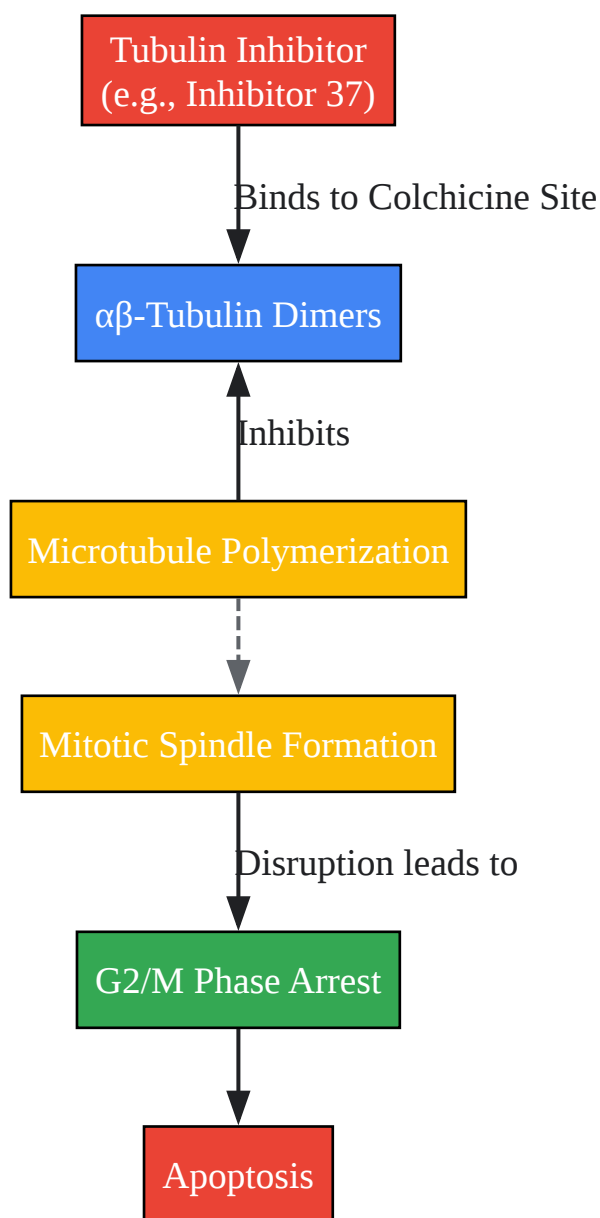 Tubulin Inhibitor
(e.g., Inhibitor 37)
Binds to Colchicine Site
αβ-Tubulin Dimers
Inhibits
Microtubule Polymerization
Mitotic Spindle Formation
Disruption leads to
G2/M Phase Arrest
Apoptosis